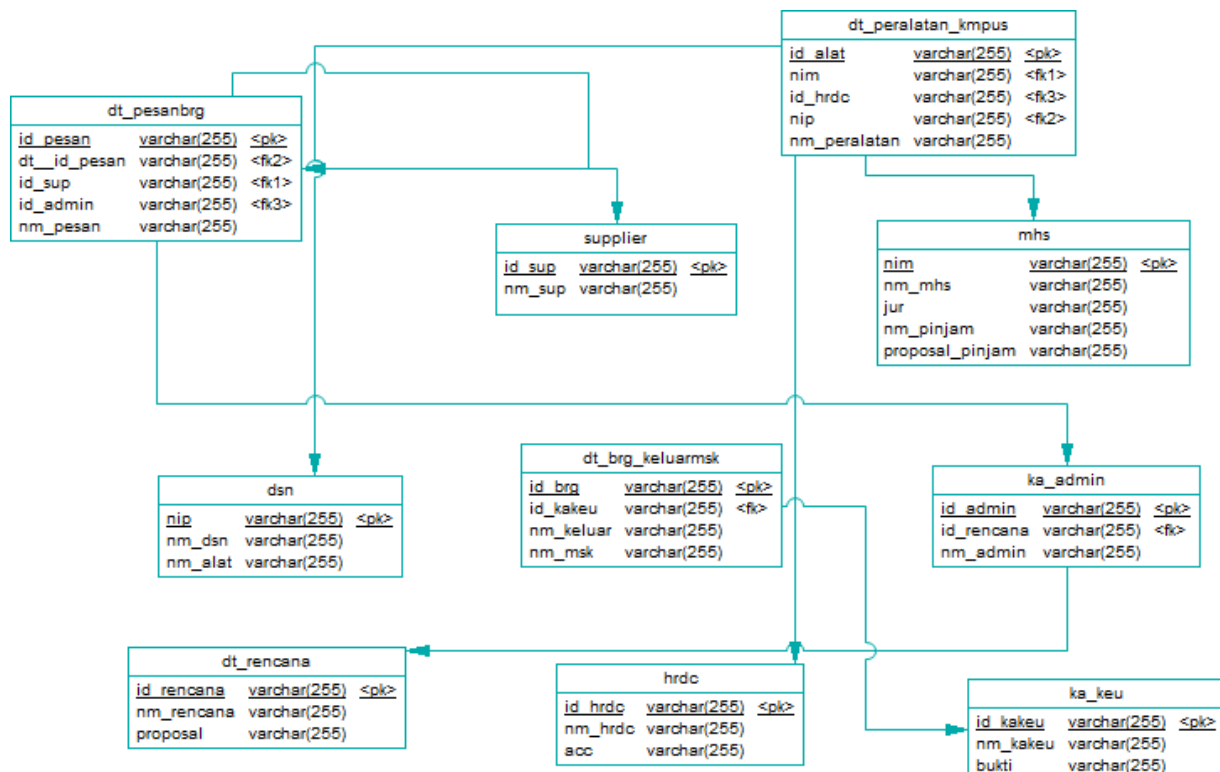 dt_peralatan_kmpus
id_alat varchar(255) <pk>
nim varchar(255) <fk1>
id_hrdc varchar(255) <fk3>
nip varchar(255) <fk2>
nm_peralatan varchar(255)
dt_pesanbrg
id_pesan varchar(255) <pk>
dt__id_pesan varchar(255) <fk2>
id_sup varchar(255) <fk1>
id_admin varchar(255) <fk3>
nm_pesan varchar(255)
supplier
id_sup varchar(255) <pk>
nm_sup varchar(255)
mhs
nim varchar(255) <pk>
nm_mhs varchar(255)
jur varchar(255)
nm_pinjam varchar(255)
proposal_pinjam varchar(255)
dsn
nip varchar(255) <pk>
nm_dsn varchar(255)
nm_alat varchar(255)
dt_brg_keluarmsk
id_brg varchar(255) <pk>
id_kakeu varchar(255) <fk>
nm_keluar varchar(255)
nm_msk varchar(255)
ka_admin
id_admin varchar(255) <pk>
id_rencana varchar(255) <fk>
nm_admin varchar(255)
dt_rencana
id_rencana varchar(255) <pk>
nm_rencana varchar(255)
proposal varchar(255)
hrdc
id_hrdc varchar(255) <pk>
nm_hrdc varchar(255)
acc varchar(255)
ka_keu
id_kakeu varchar(255) <pk>
nm_kakeu varchar(255)
bukti varchar(255)